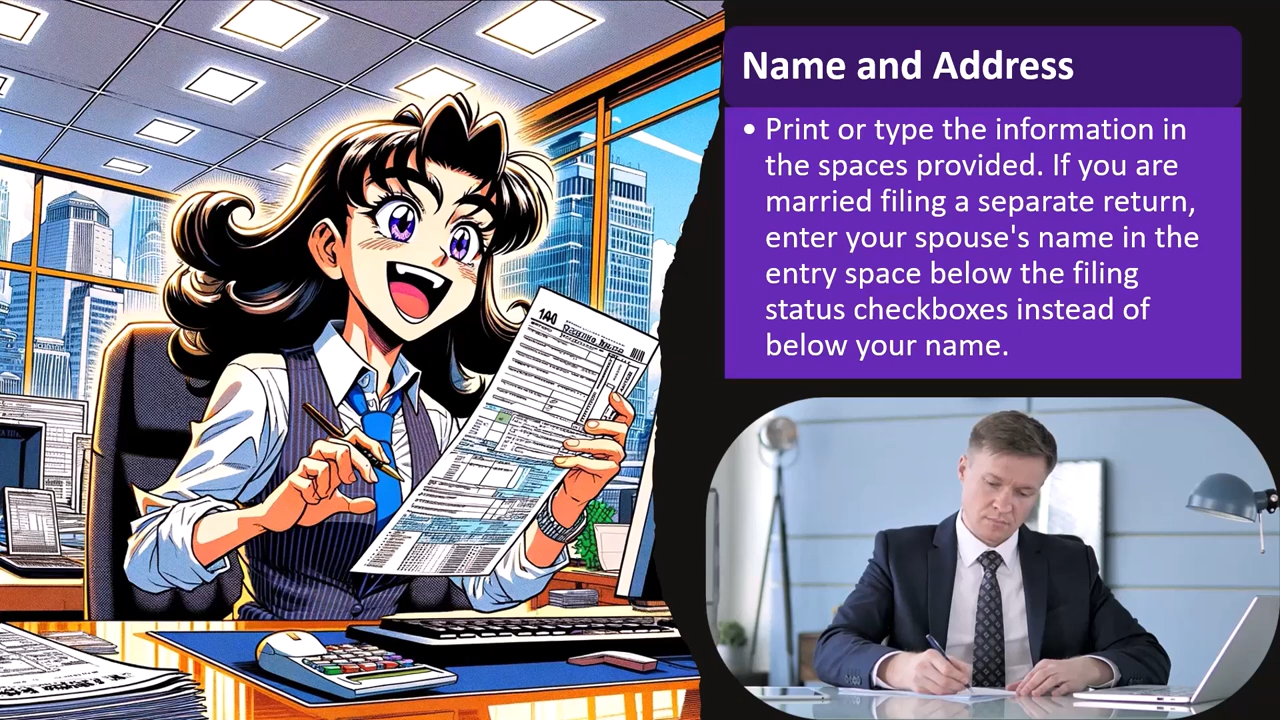 Name and Address
• Print or type the information in
the spaces provided. If you are
married filing a separate return,
enter your spouse's name in the
entry space below the filing
status checkboxes instead of
below your name.